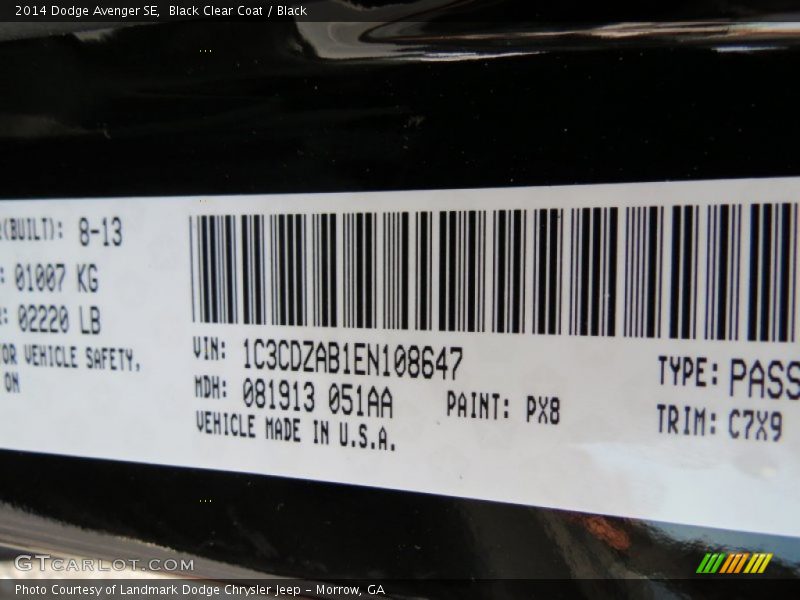 2014 Dodge Avenger SE,  Black Clear Coat / Black
(BUILT): 8-13
: 01007 KG
: 02220 LB
OR VEHICLE SAFETY,
ON
VIN: 1C3CDZAB1EN108647
MDH: 081913 051AA
PAINT: PX8
VEHICLE MADE IN U.S.A.
TYPE: PASS
TRIM: C7X9
GTCARLOT.COM
Photo Courtesy of Landmark Dodge Chrysler Jeep - Morrow, GA